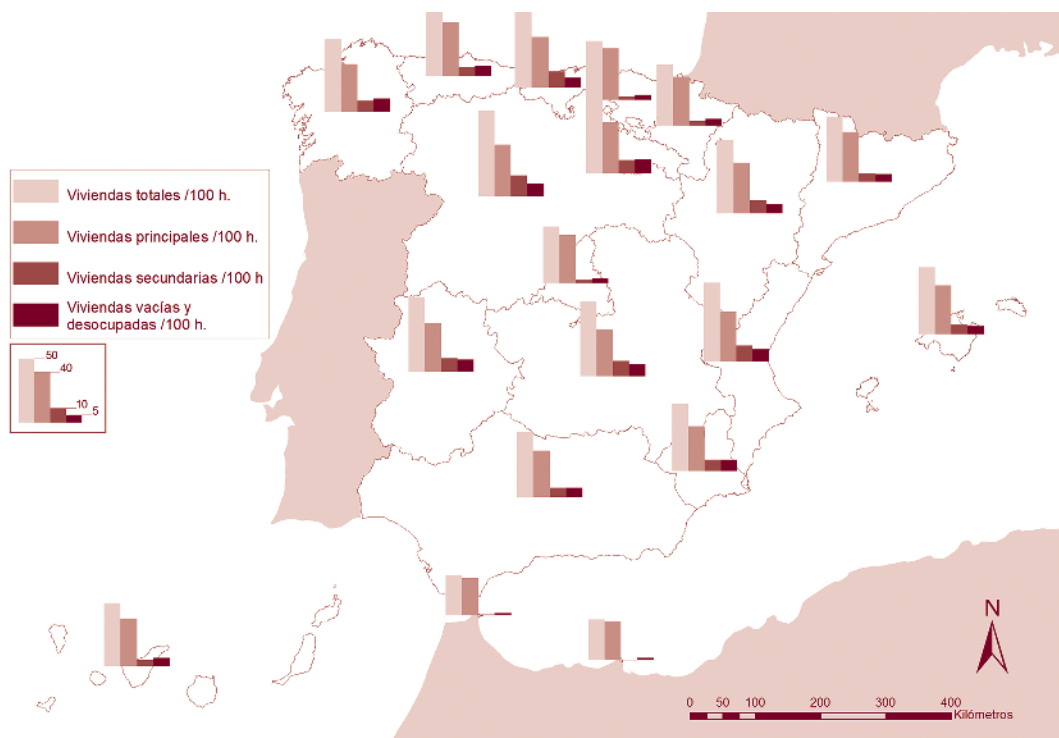 Viviendas totales /100 h.
Viviendas principales /100 h.
Viviendas secundarias /100 h
Viviendas vacías y
desocupadas /100 h.
50
40
10
5
N
0 50 100 200 300 400
Kilómetros